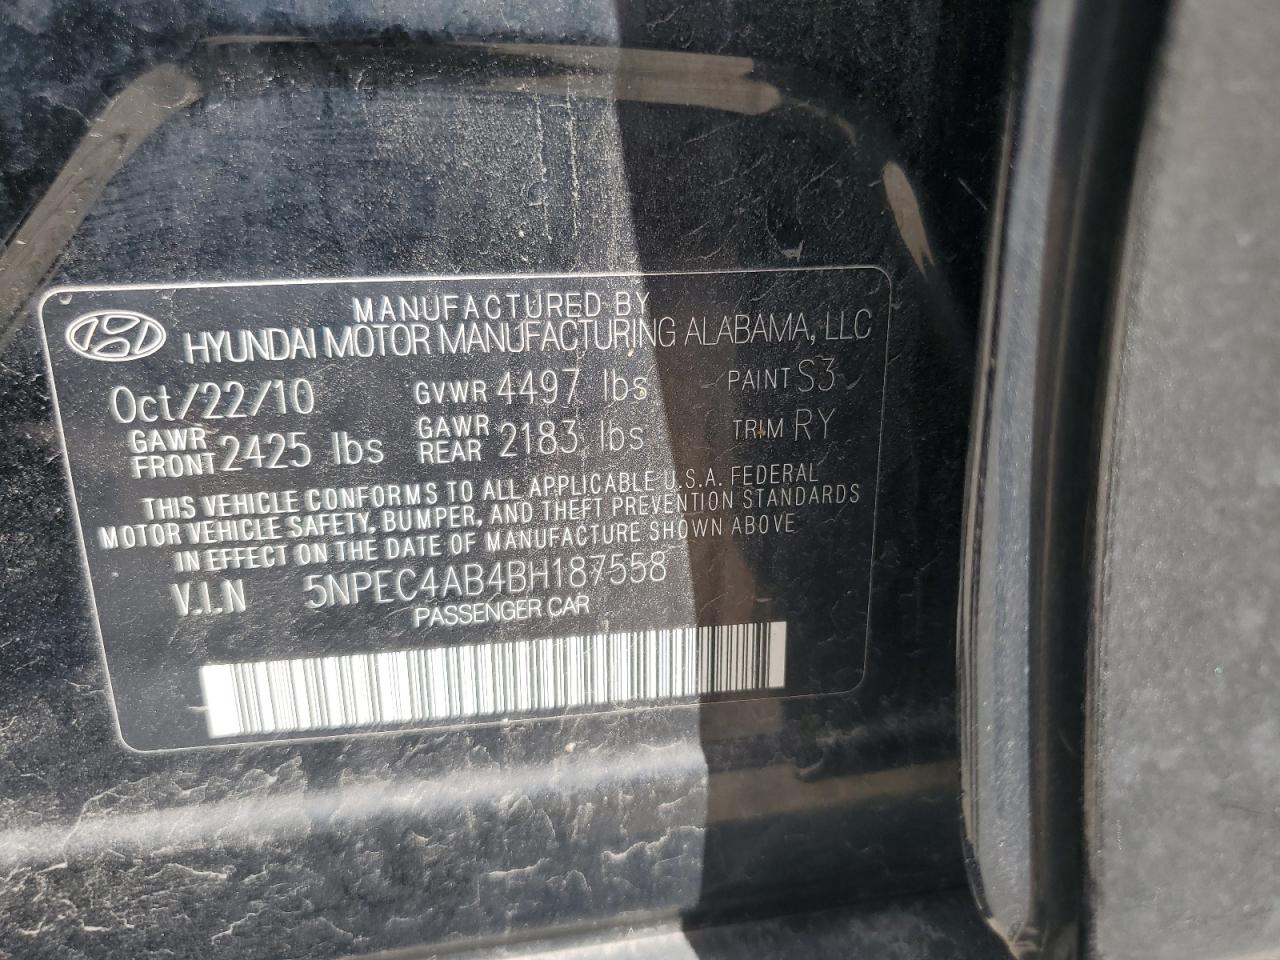 MANUFACTURED BY
HYUNDAI MOTOR MANUFACTURING ALABAMA, LLC
Oct/22/10 GVWR 4497 lbs PAINT S3
GAWR FRONT 2425 lbs GAWR REAR 2183 lbs TRIM RY
THIS VEHICLE CONFORMS TO ALL APPLICABLE U.S.A. FEDERAL
MOTOR VEHICLE SAFETY, BUMPER, AND THEFT PREVENTION STANDARDS
IN EFFECT ON THE DATE OF MANUFACTURE SHOWN ABOVE
V.I.N 5NPEC4AB4BH187558
PASSENGER CAR